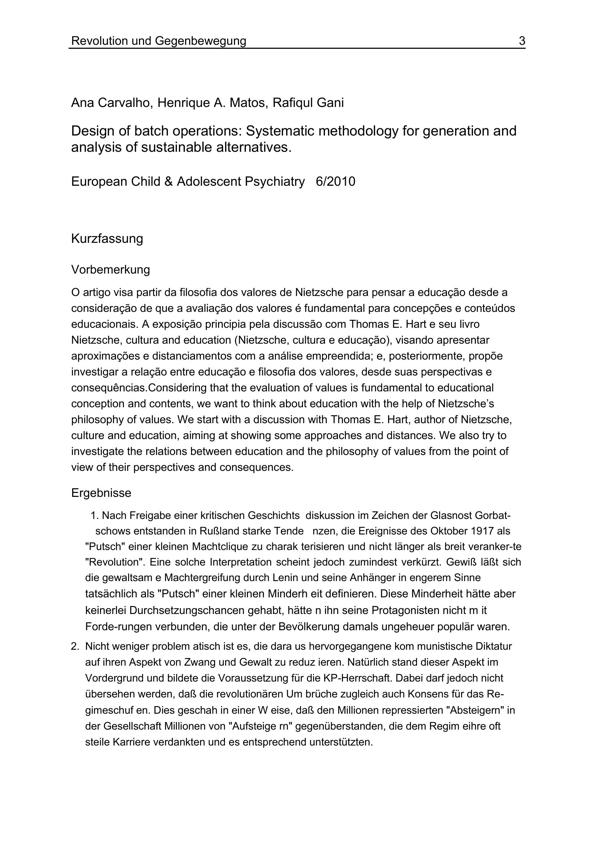 Revolution und Gegenbewegung 3
Ana Carvalho, Henrique A. Matos, Rafiqul Gani
Design of batch operations: Systematic methodology for generation and
analysis of sustainable alternatives.
European Child & Adolescent Psychiatry 6/2010
Kurzfassung
Vorbemerkung
O artigo visa partir da filosofia dos valores de Nietzsche para pensar a educação desde a
consideração de que a avaliação dos valores é fundamental para concepções e conteúdos
educacionais. A exposição principia pela discussão com Thomas E. Hart e seu livro
Nietzsche, cultura and education (Nietzsche, cultura e educação), visando apresentar
aproximações e distanciamentos com a análise empreendida; e, posteriormente, propõe
investigar a relação entre educação e filosofia dos valores, desde suas perspectivas e
consequências.Considering that the evaluation of values is fundamental to educational
conception and contents, we want to think about education with the help of Nietzsche's
philosophy of values. We start with a discussion with Thomas E. Hart, author of Nietzsche,
culture and education, aiming at showing some approaches and distances. We also try to
investigate the relations between education and the philosophy of values from the point of
view of their perspectives and consequences.
Ergebnisse
1. Nach Freigabe einer kritischen Geschichts diskussion im Zeichen der Glasnost Gorbat-
schows entstanden in Rußland starke Tende nzen, die Ereignisse des Oktober 1917 als
"Putsch" einer kleinen Machtclique zu charak terisieren und nicht länger als breit veranker-te
"Revolution". Eine solche Interpretation scheint jedoch zumindest verkürzt. Gewiß läßt sich
die gewaltsam e Machtergreifung durch Lenin und seine Anhänger in engerem Sinne
tatsächlich als "Putsch" einer kleinen Minderh eit definieren. Diese Minderheit hätte aber
keinerlei Durchsetzungschancen gehabt, hätte n ihn seine Protagonisten nicht m it
Forde-rungen verbunden, die unter der Bevölkerung damals ungeheuer populär waren.
2. Nicht weniger problem atisch ist es, die dara us hervorgegangene kom munistische Diktatur
auf ihren Aspekt von Zwang und Gewalt zu reduz ieren. Natürlich stand dieser Aspekt im
Vordergrund und bildete die Voraussetzung für die KP-Herrschaft. Dabei darf jedoch nicht
übersehen werden, daß die revolutionären Um brüche zugleich auch Konsens für das Re-
gimeschuf en. Dies geschah in einer W eise, daß den Millionen repressierten "Absteigern" in
der Gesellschaft Millionen von "Aufsteige rn" gegenüberstanden, die dem Regim eihre oft
steile Karriere verdankten und es entsprechend unterstützten.